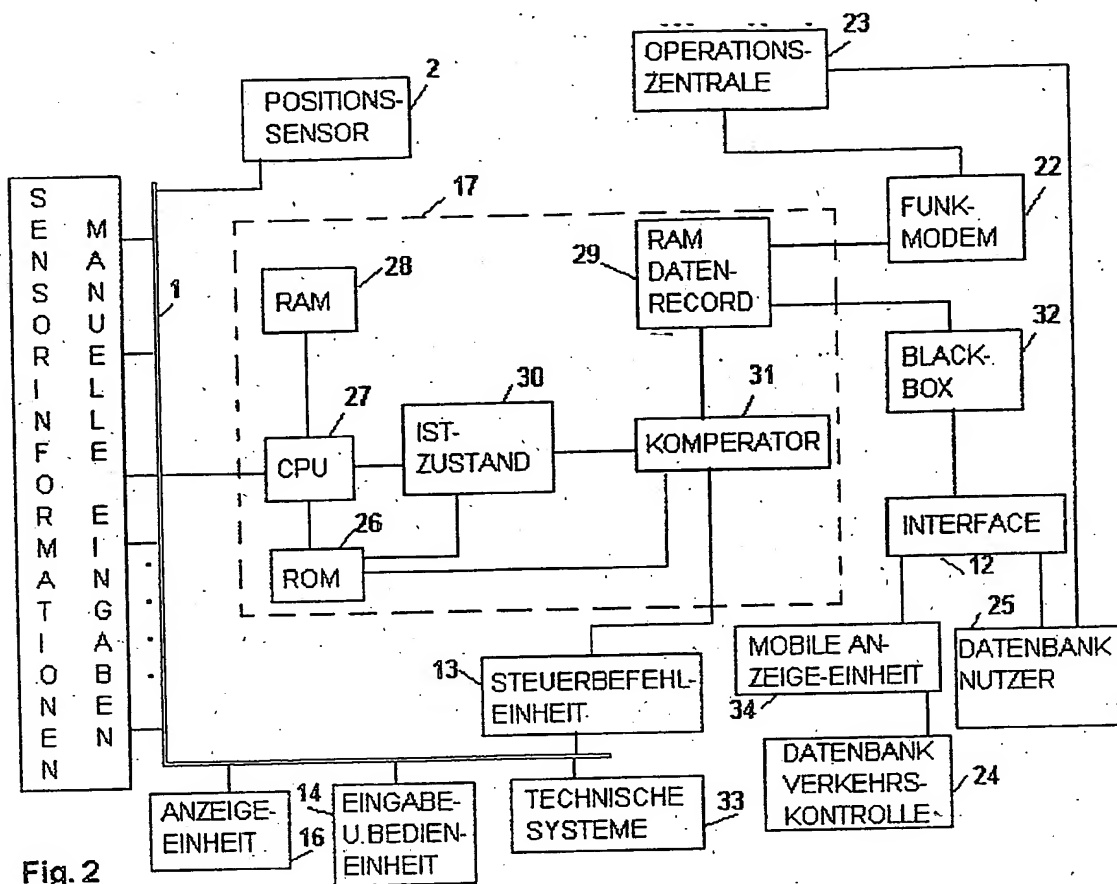 OPERATIONS-
ZENTRALE
23
POSITIONS-
SENSOR
2
SENSORINFORMATIONEN
MANUELLE EINGABEN
1
17
FUNK-
MODEM
22
RAM
28
RAM
DATEN-
RECORD
29
BLACK-
BOX
32
CPU
27
IST-
ZUSTAND
30
KOMPERATOR
31
ROM
26
INTERFACE
12
STEUERBEFEHL-
EINHEIT
13
MOBILE AN-
ZEIGE-EINHEIT
34
DATENBANK
NUTZER
25
ANZEIGE-
EINHEIT
16
EINGABE-
U.BEDIEN-
EINHEIT
14
TECHNISCHE
SYSTEME
33
DATENBANK
VERKEHRS-
KONTROLLE
24
Fig. 2